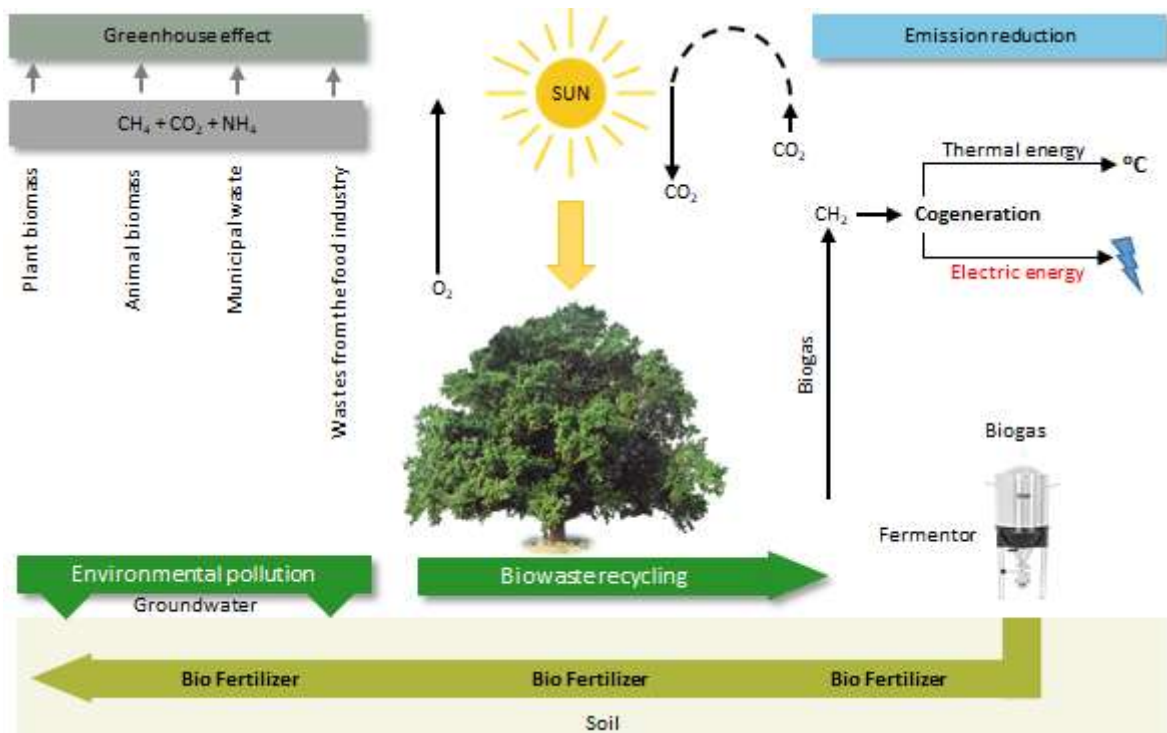 Greenhouse effect
CH₄ + CO₂ + NH₄
Plant biomass
Animal biomass
Municipal waste
Wastes from the food industry
SUN
O₂
CO₂
CO₂
Emission reduction
Thermal energy
°C
CH₂
Cogeneration
Electric energy
Biogas
Biogas
Fermentor
Environmental pollution
Groundwater
Biowaste recycling
Bio Fertilizer
Bio Fertilizer
Bio Fertilizer
Soil